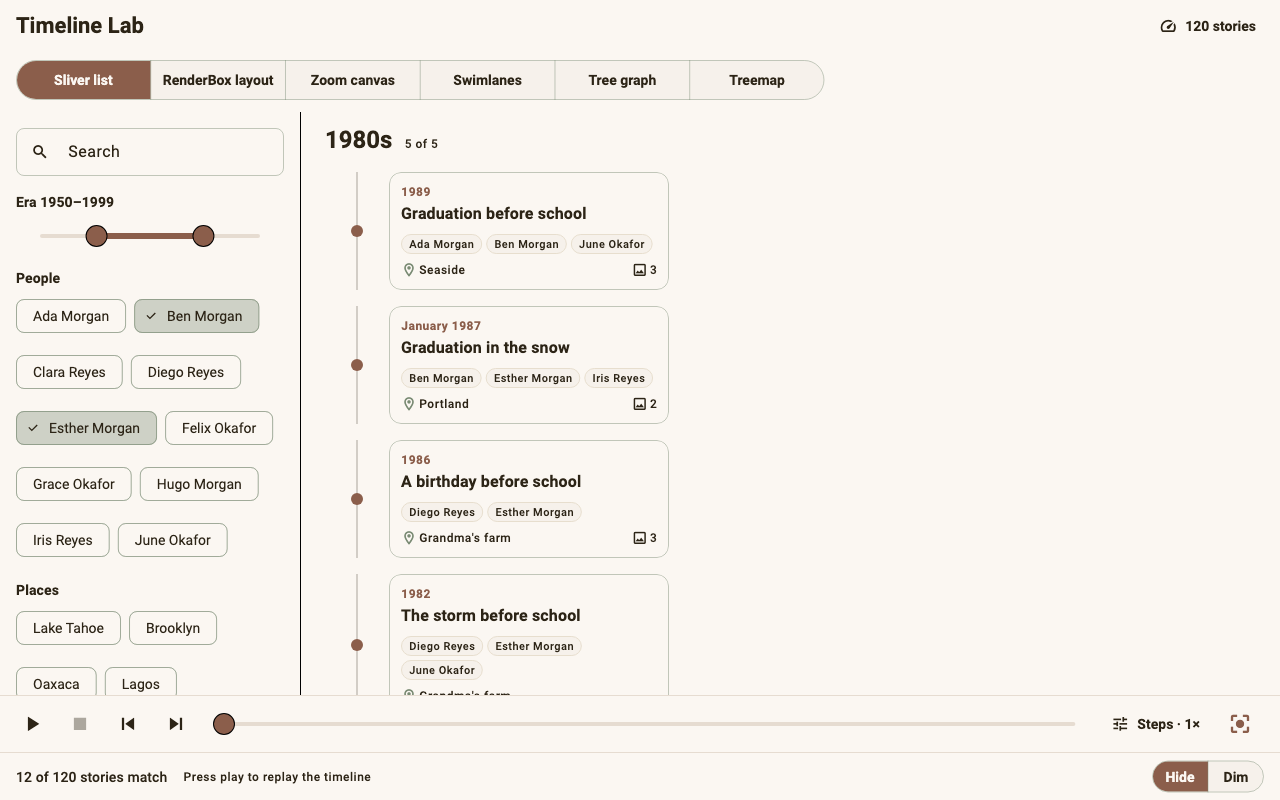 Timeline Lab
120 stories
Sliver list
RenderBox layout
Zoom canvas
Swimlanes
Tree graph
Treemap
Search
Era 1950–1999
People
Ada Morgan
Ben Morgan
Clara Reyes
Diego Reyes
Esther Morgan
Felix Okafor
Grace Okafor
Hugo Morgan
Iris Reyes
June Okafor
Places
Lake Tahoe
Brooklyn
Oaxaca
Lagos
1980s 5 of 5
1989
Graduation before school
Ada Morgan Ben Morgan June Okafor
Seaside 3
January 1987
Graduation in the snow
Ben Morgan Esther Morgan Iris Reyes
Portland 2
1986
A birthday before school
Diego Reyes Esther Morgan
Grandma's farm 3
1982
The storm before school
Diego Reyes Esther Morgan
June Okafor
Grandma's farm
Steps · 1×
12 of 120 stories match
Press play to replay the timeline
Hide
Dim